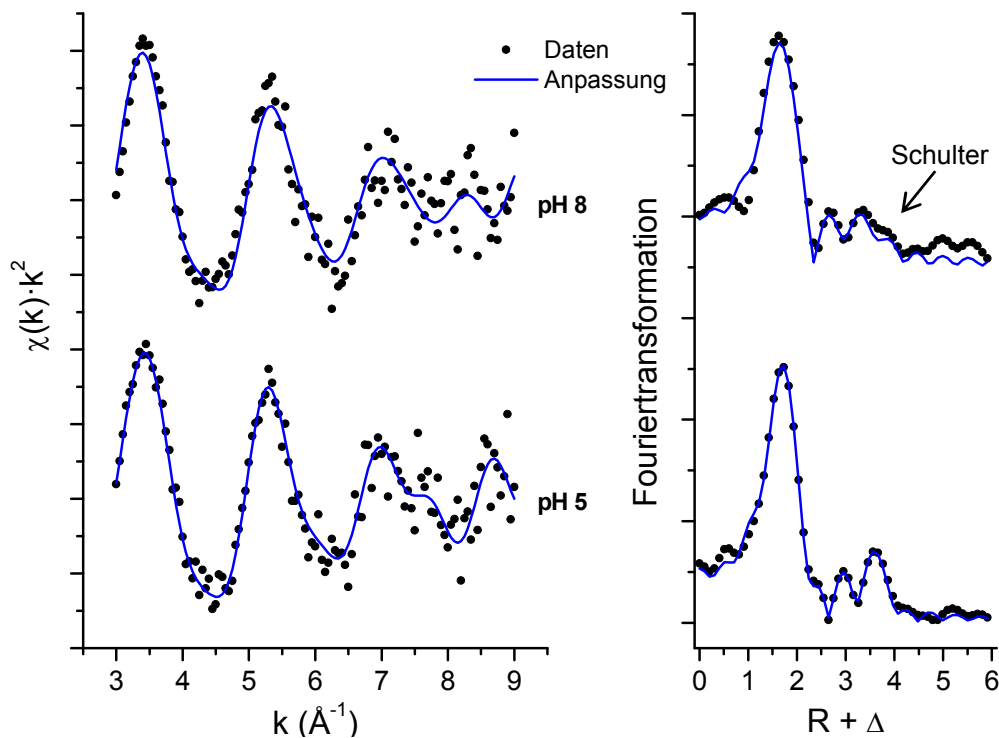 Daten
Anpassung
pH 8
pH 5
χ(k)·k²
3 4 5 6 7 8 9
k (Å⁻¹)
Schulter
Fouriertransformation
0 1 2 3 4 5 6
R + Δ